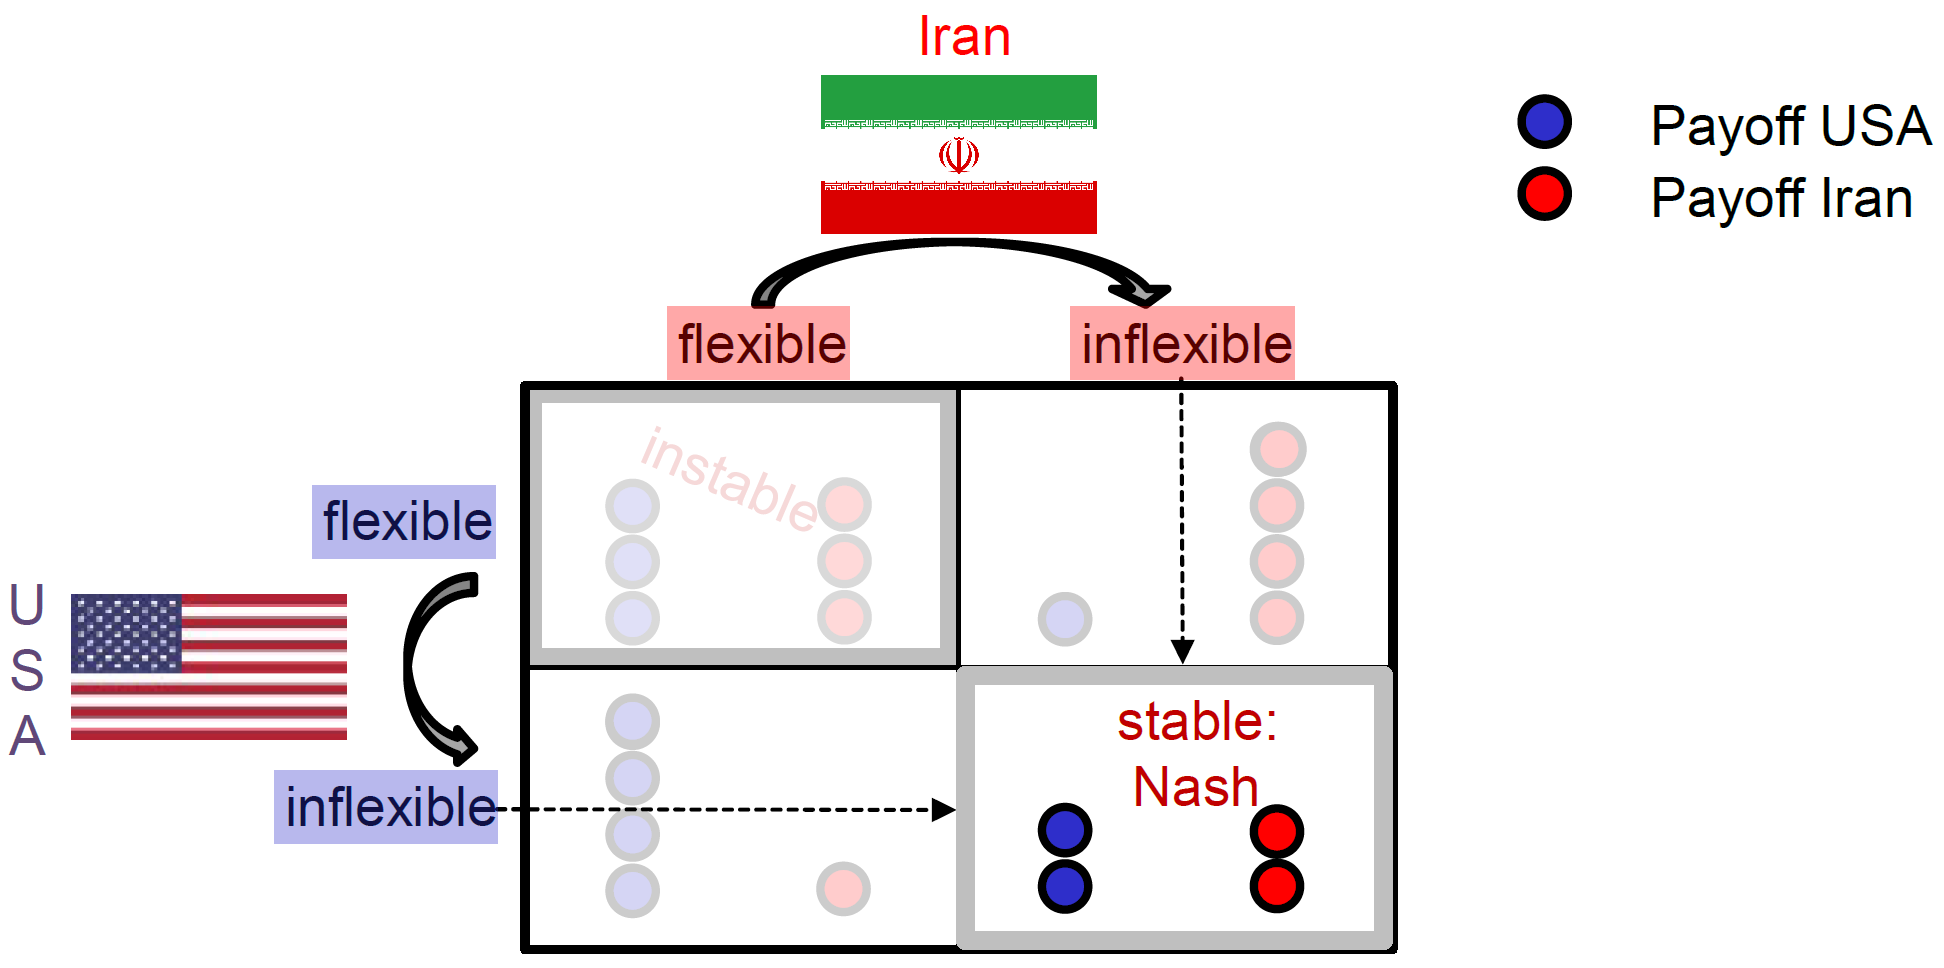 Iran
Payoff USA
Payoff Iran
flexible
inflexible
instable
flexible
U
S
A
inflexible
stable:
Nash